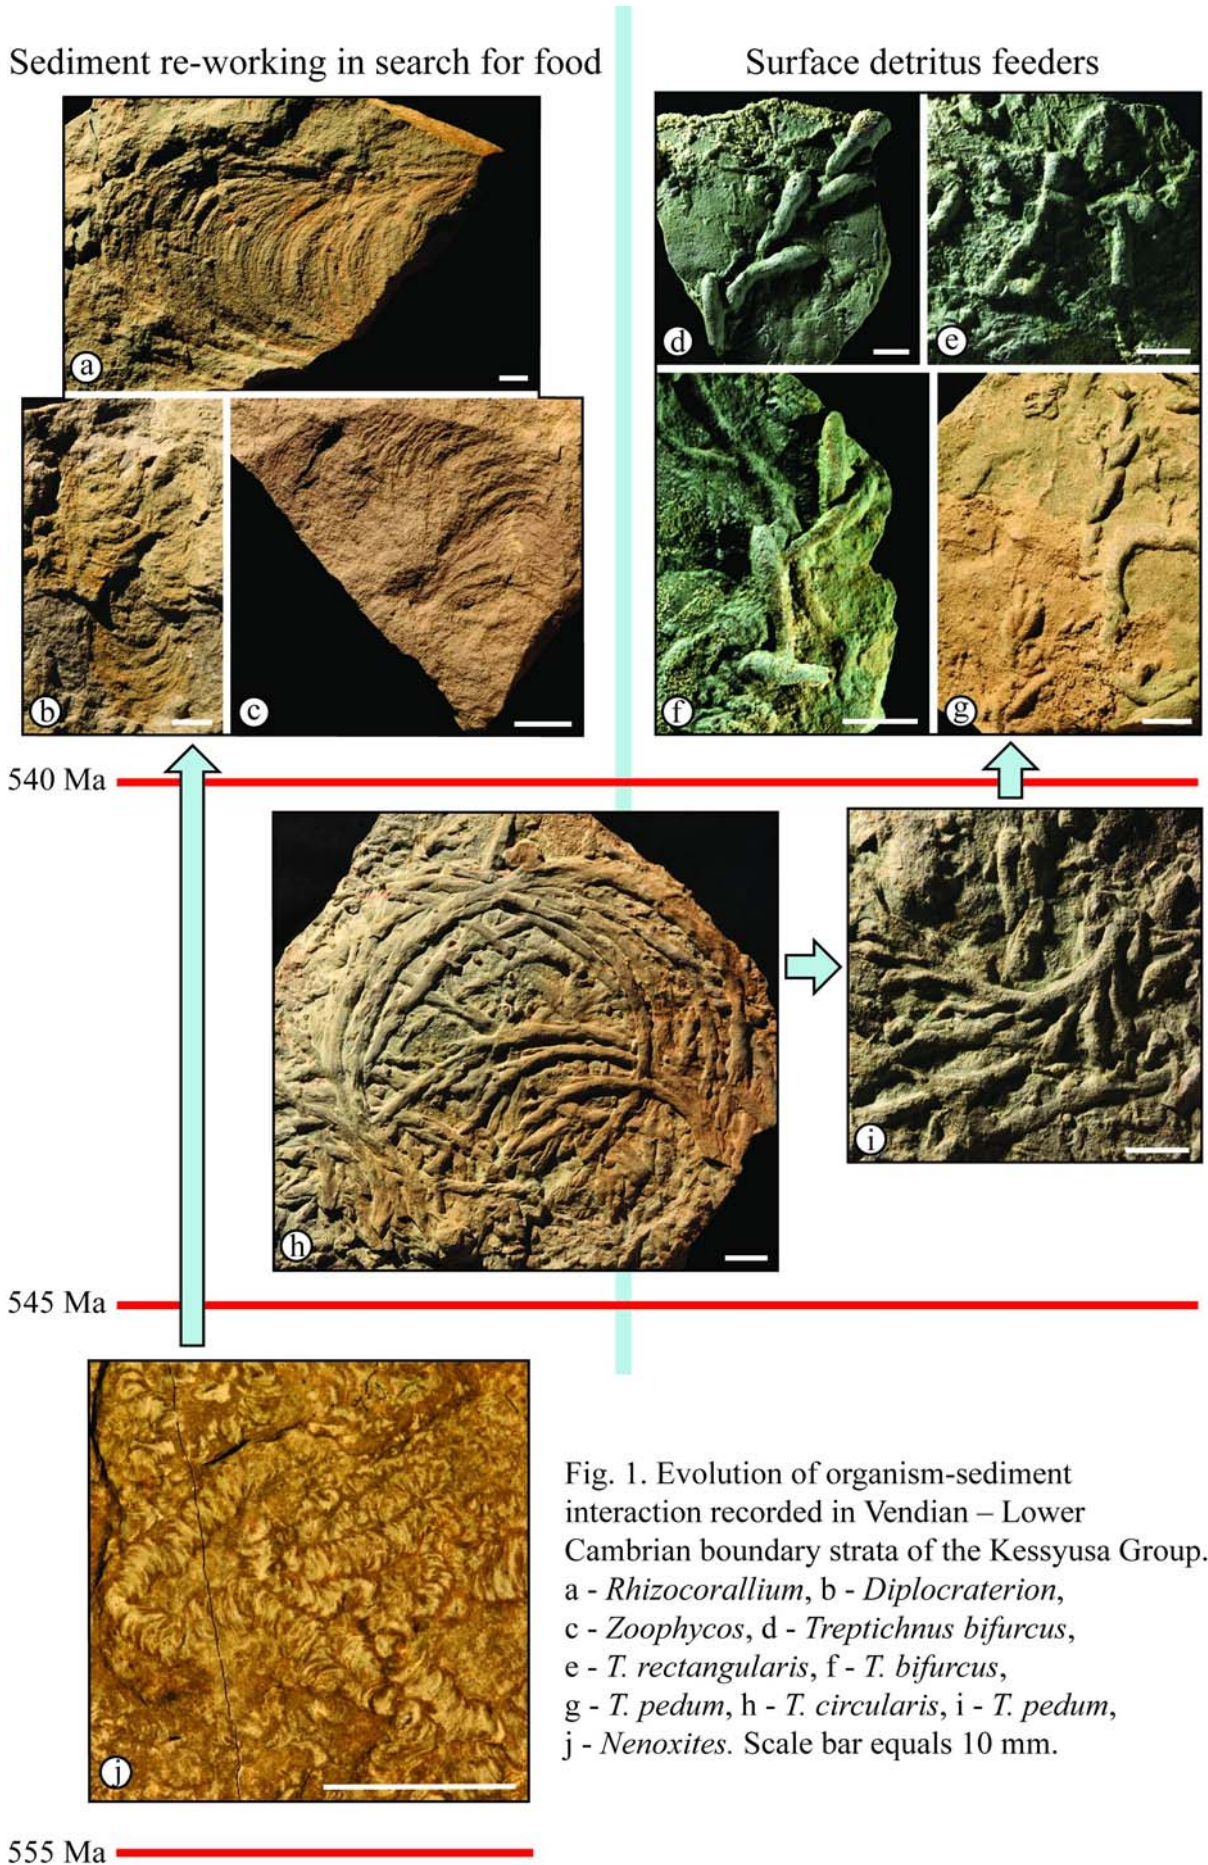 Sediment re-working in search for food
Surface detritus feeders
a
b
c
d
e
f
g
540 Ma
h
i
545 Ma
j
Fig. 1. Evolution of organism-sediment
interaction recorded in Vendian – Lower
Cambrian boundary strata of the Kessyusa Group.
a - Rhizocorallium, b - Diplocraterion,
c - Zoophycos, d - Treptichnus bifurcus,
e - T. rectangularis, f - T. bifurcus,
g - T. pedum, h - T. circularis, i - T. pedum,
j - Nenoxites. Scale bar equals 10 mm.
555 Ma